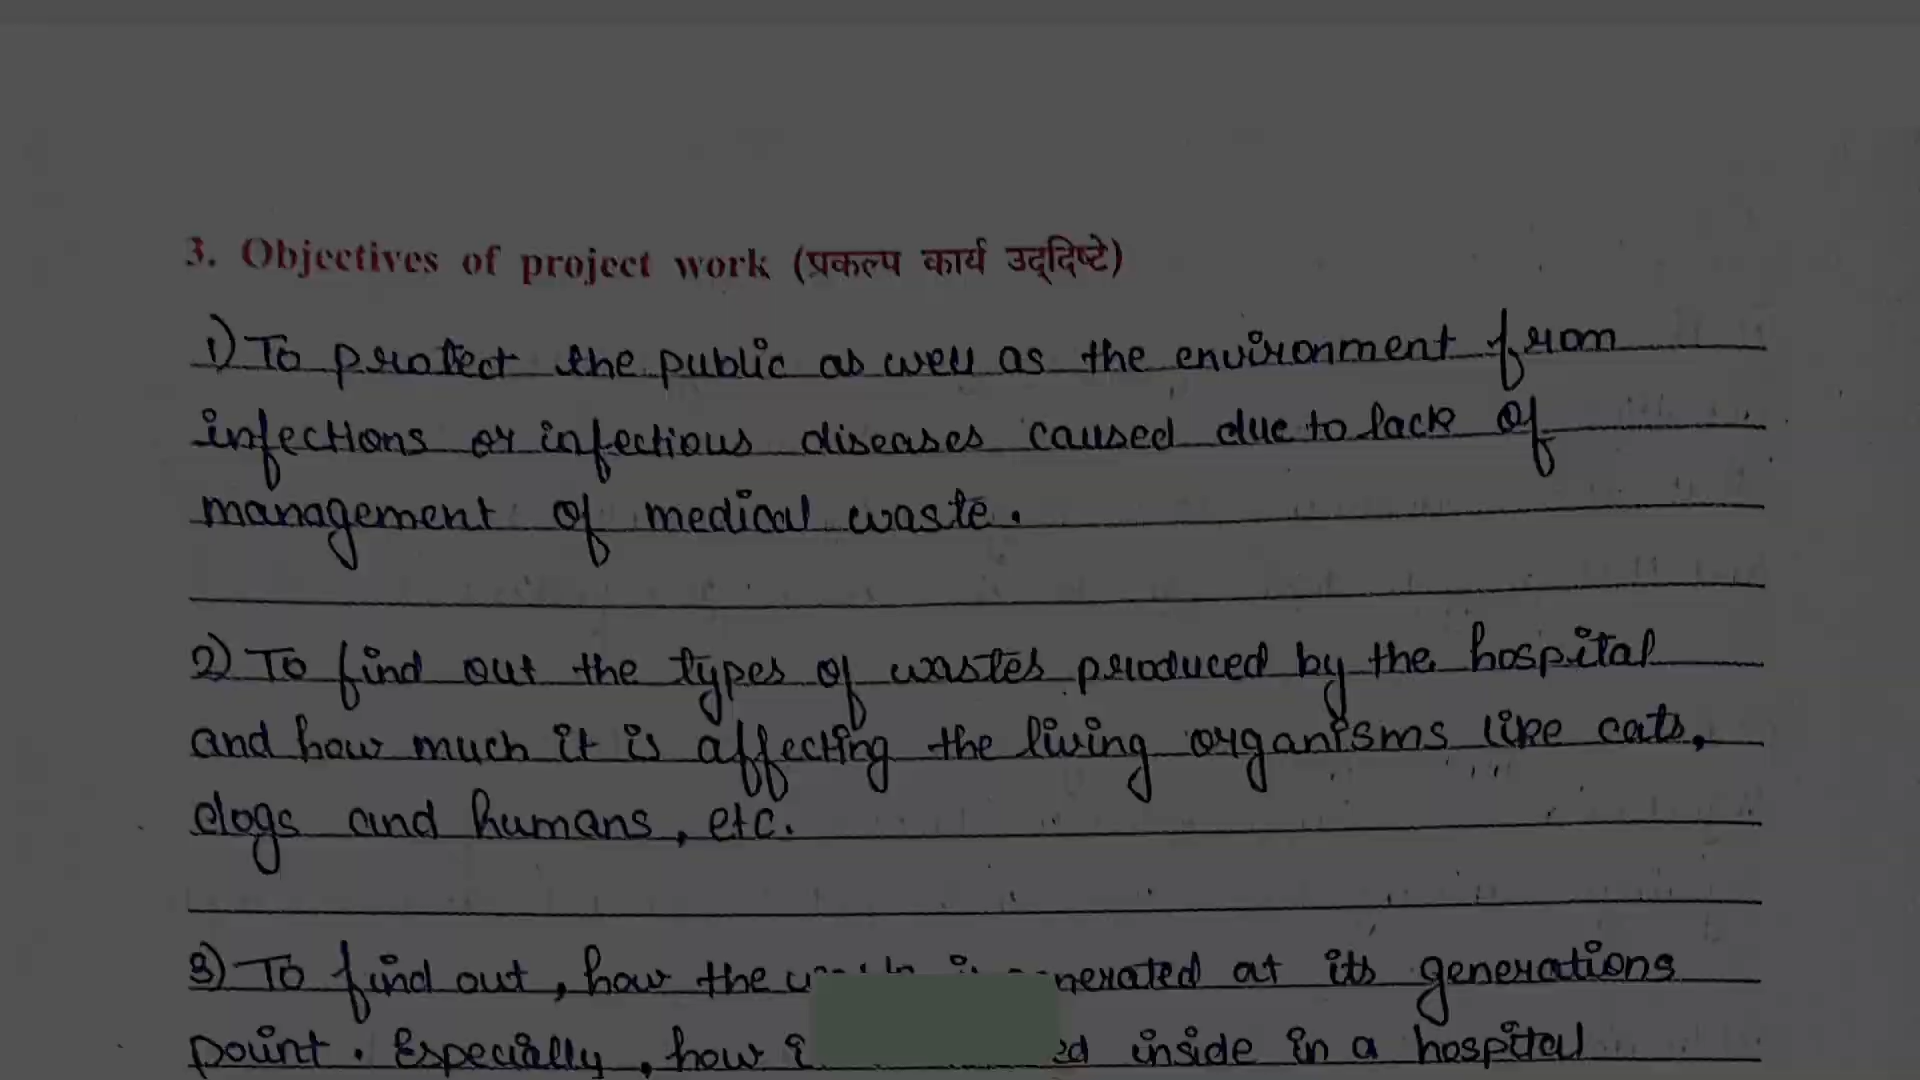 3. Objectives of project work (प्रकल्प कार्य उद्दिष्टे)
1) To protect the public as well as the environment from
infections or infectious diseases caused due to lack of
management of medical waste.
2) To find out the types of wastes produced by the hospital
and how much it is affecting the living organisms like cats,
dogs and humans, etc.
3) To find out, how the at its generations
point. Especially, how inside in a hospital